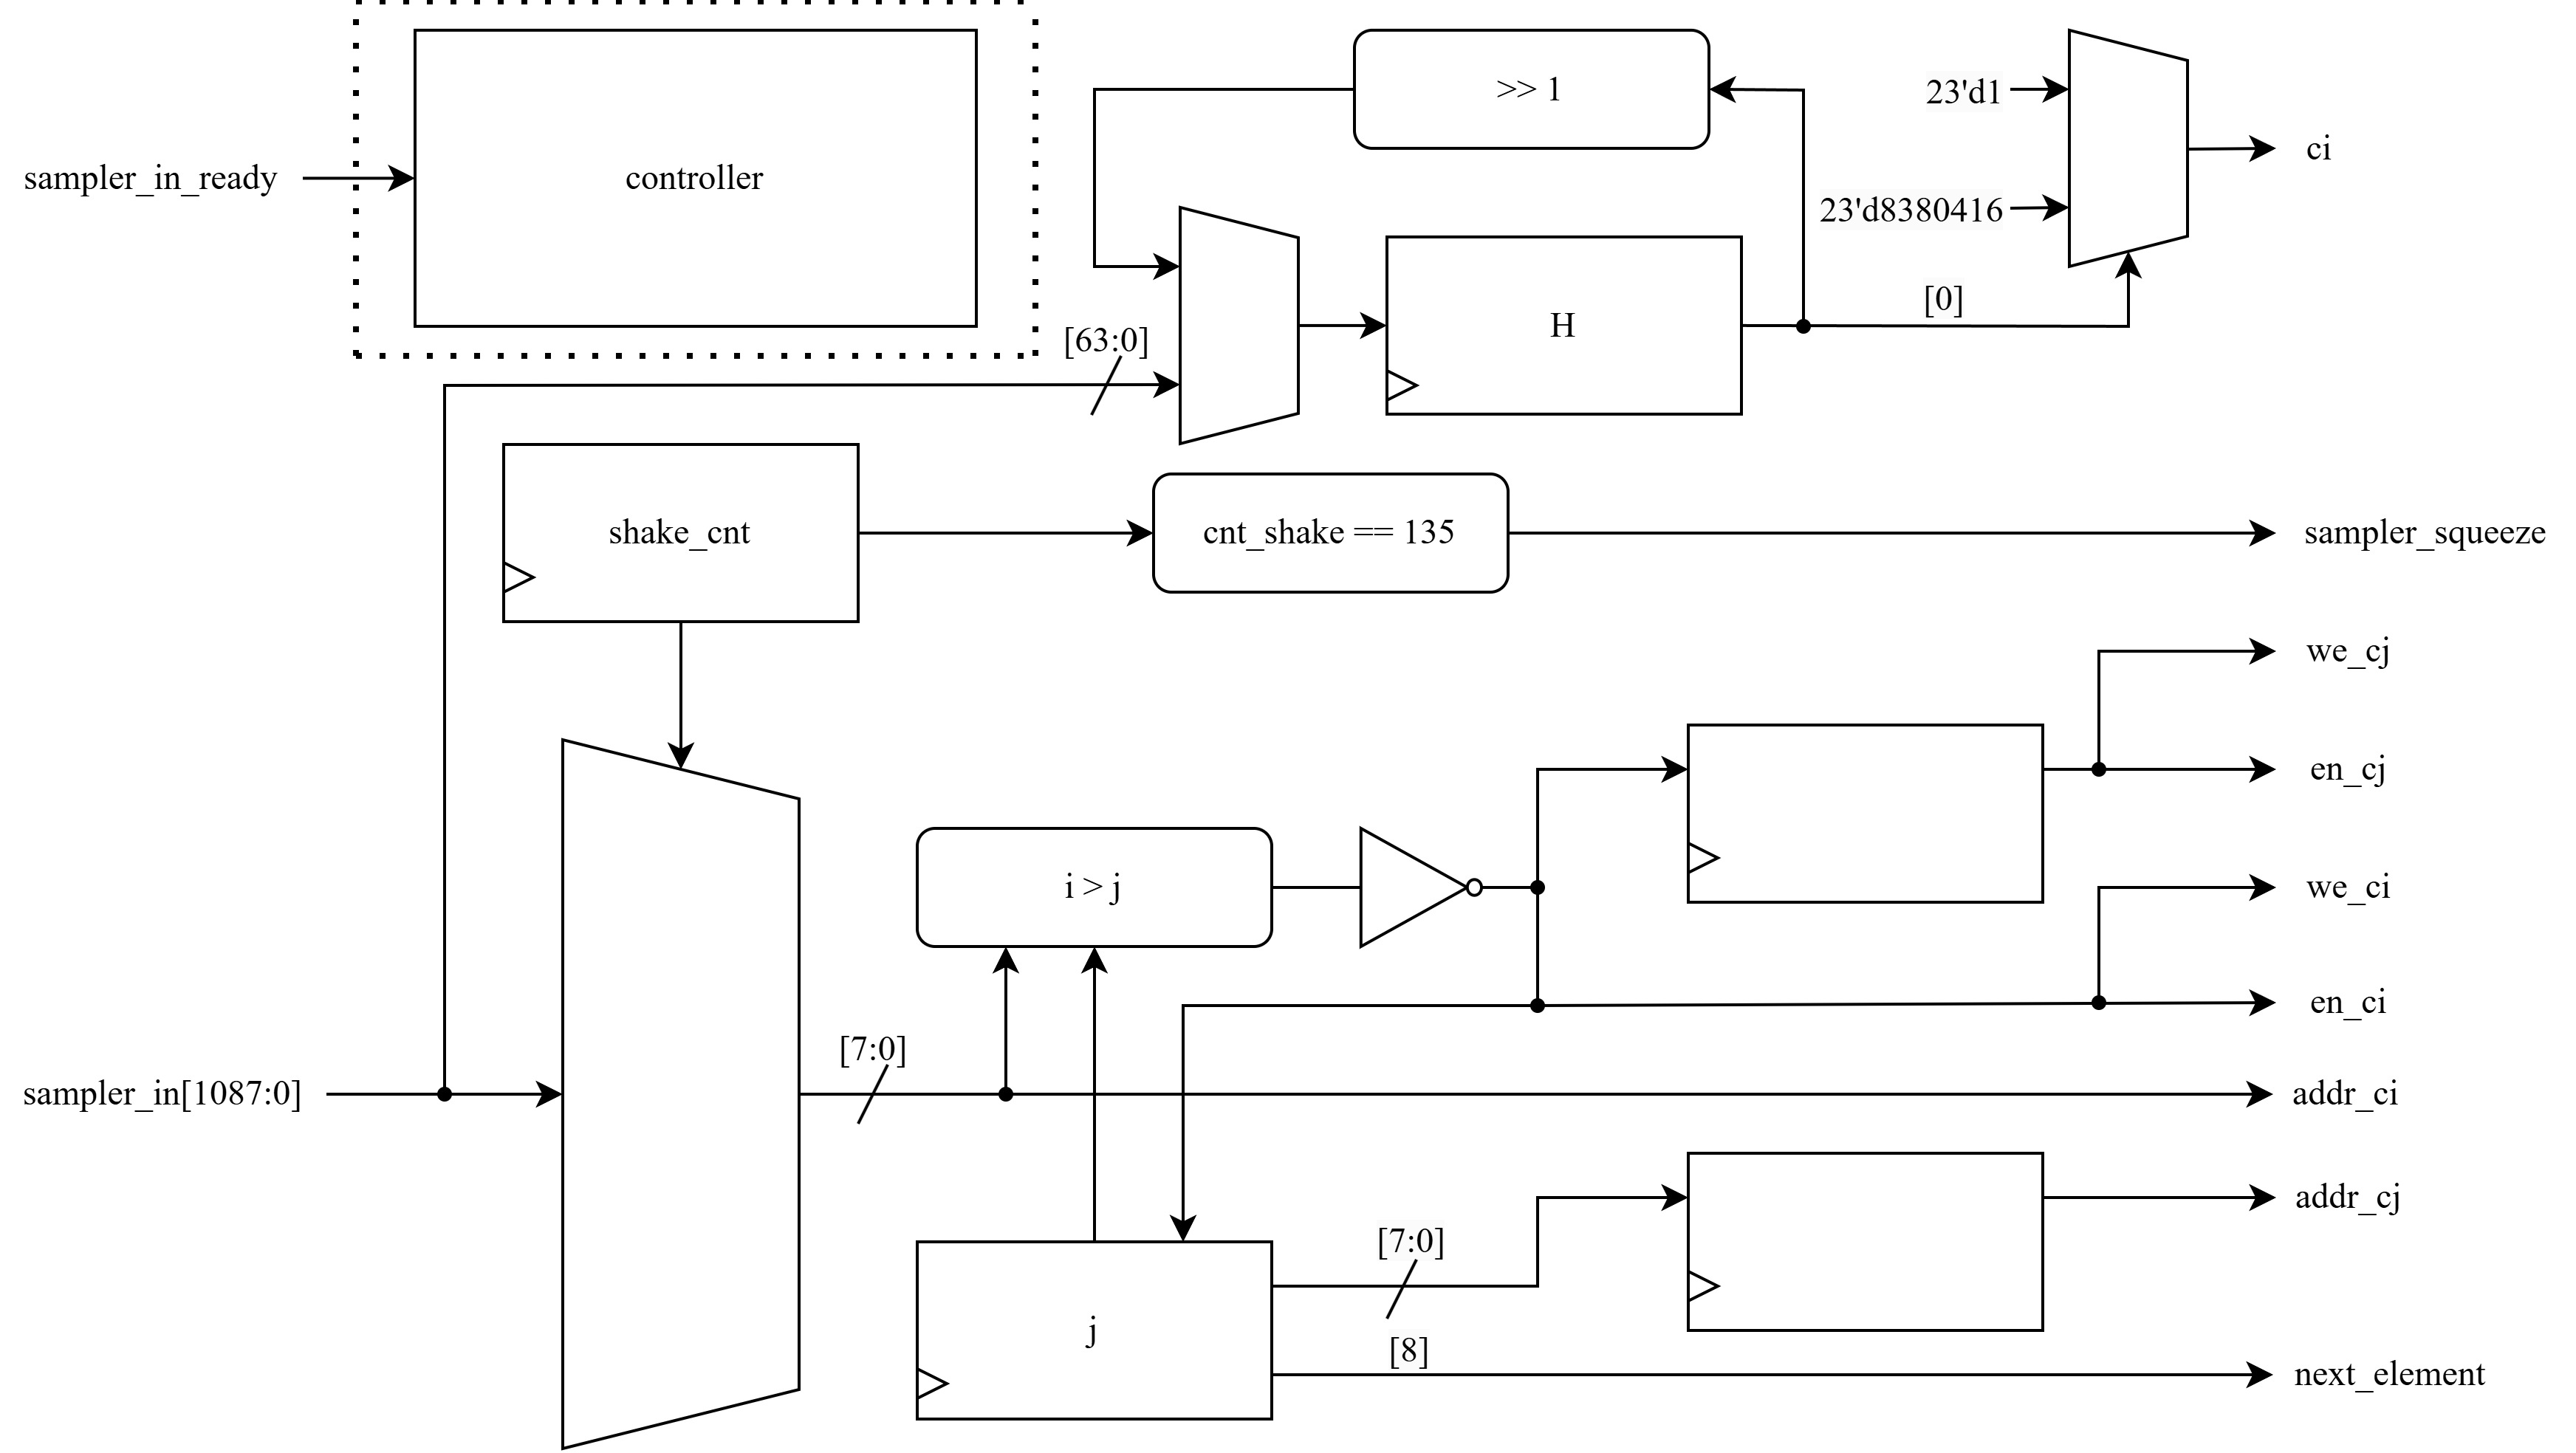 controller
>> 1
23'd1
ci
sampler_in_ready
23'd8380416
[0]
H
[63:0]
shake_cnt
cnt_shake == 135
sampler_squeeze
we_cj
en_cj
i > j
we_ci
en_ci
[7:0]
sampler_in[1087:0]
addr_ci
addr_cj
[7:0]
j
[8]
next_element